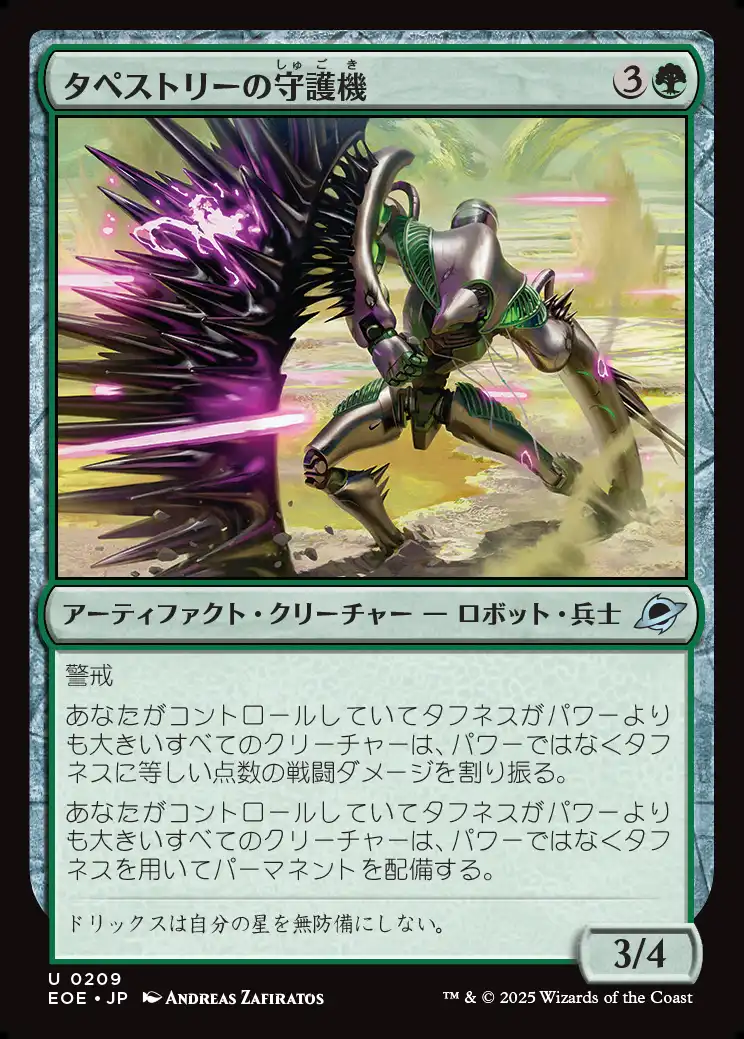 しゅごき
タペストリーの守護機 3
アーティファクト・クリーチャー — ロボット・兵士
警戒
あなたがコントロールしていてタフネスがパワーより
も大きいすべてのクリーチャーは、パワーではなくタフ
ネスに等しい点数の戦闘ダメージを割り振る。
あなたがコントロールしていてタフネスがパワーより
も大きいすべてのクリーチャーは、パワーではなくタフ
ネスを用いてパーマネントを配備する。
ドリックスは自分の星を無防備にしない。
3/4
U 0209
EOE • JP Andreas Zafiratos
™ & © 2025 Wizards of the Coast